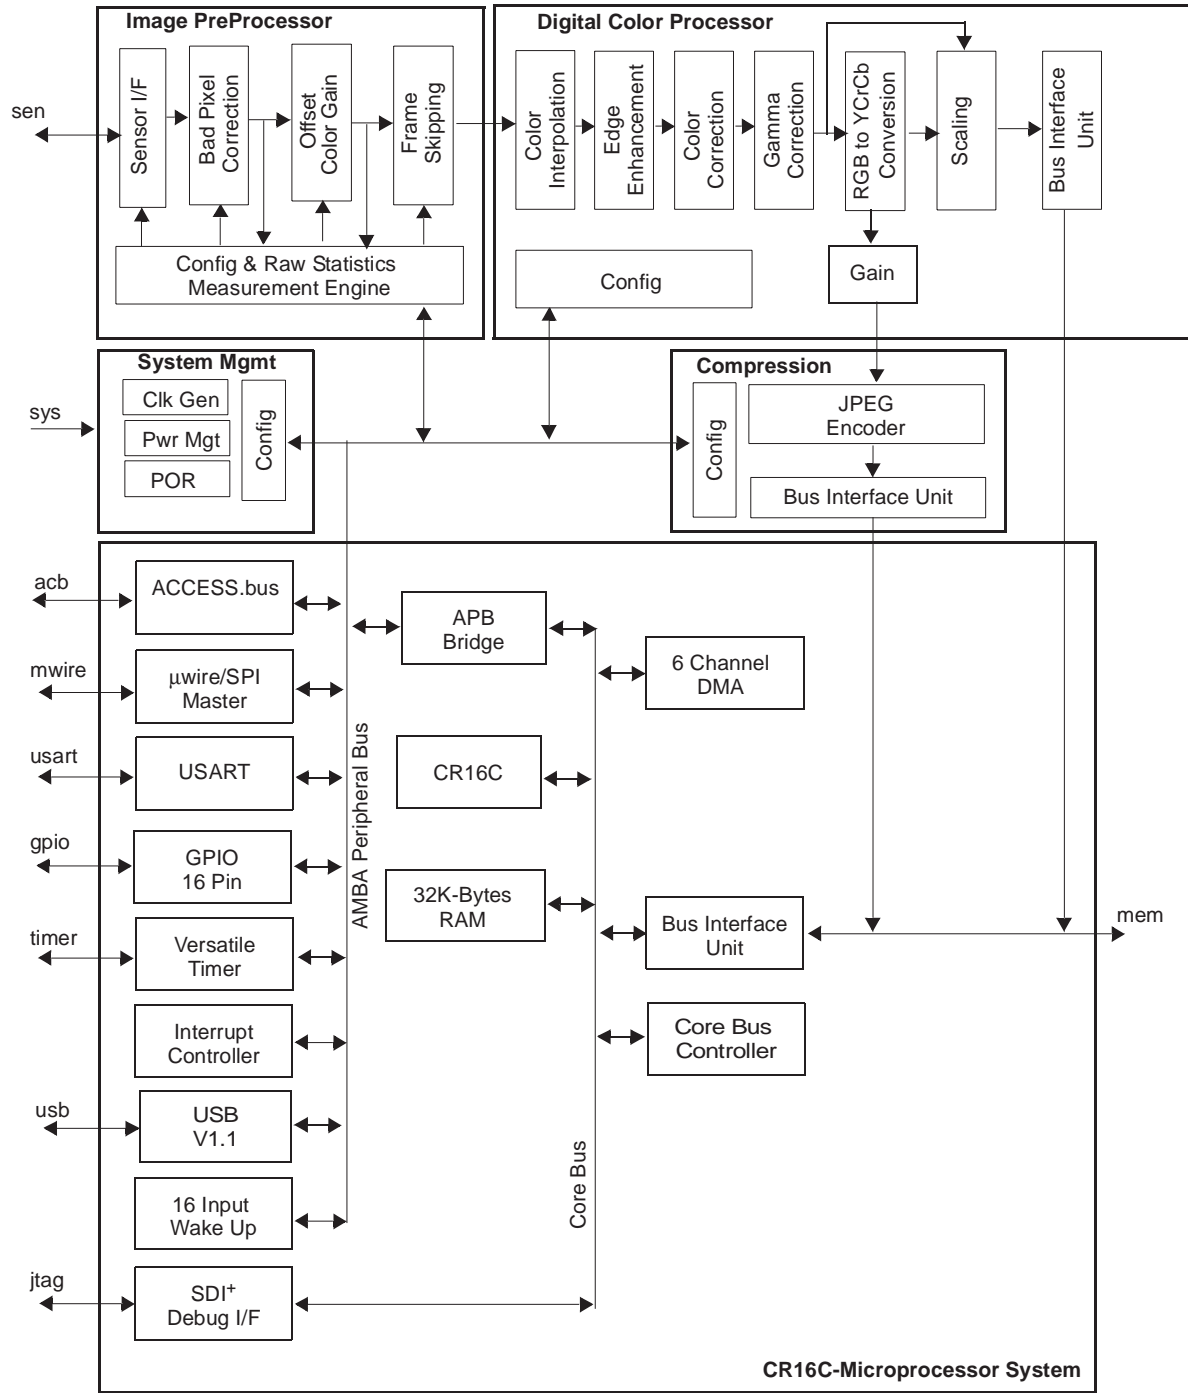 Image PreProcessor
sen
Sensor I/F
Bad Pixel
Correction
Offset
Color Gain
Frame
Skipping
Config & Raw Statistics
Measurement Engine
Digital Color Processor
Color
Interpolation
Edge
Enhancement
Color
Correction
Gamma
Correction
RGB to YCrCb
Conversion
Scaling
Bus Interface
Unit
Config
Gain
System Mgmt
sys
Clk Gen
Pwr Mgt
POR
Config
Compression
Config
JPEG
Encoder
Bus Interface Unit
acb
ACCESS.bus
mwire
µwire/SPI
Master
usart
USART
gpio
GPIO
16 Pin
timer
Versatile
Timer
Interrupt
Controller
usb
USB
V1.1
16 Input
Wake Up
jtag
SDI+
Debug I/F
AMBA Peripheral Bus
APB
Bridge
CR16C
32K-Bytes
RAM
Core Bus
6 Channel
DMA
Bus Interface
Unit
mem
Core Bus
Controller
CR16C-Microprocessor System